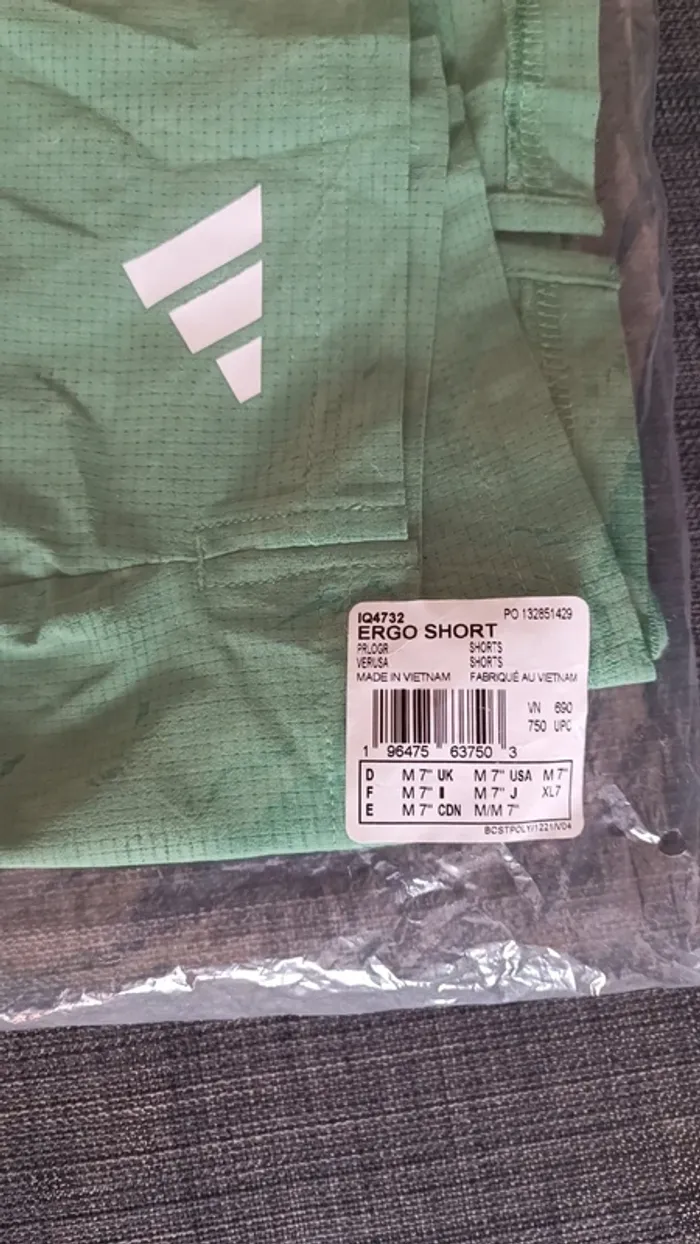 IQ4732 PO 132851429
ERGO SHORT
PRLOGR SHORTS
VERUSA SHORTS
MADE IN VIETNAM FABRIQUÉ AU VIETNAM
VN 690
750 UPC
1 96475 63750 3
D M 7" UK M 7" USA M 7"
F M 7" I M 7" J XL7
E M 7" CDN M/M 7"
BCSTPOLY/1221/V04